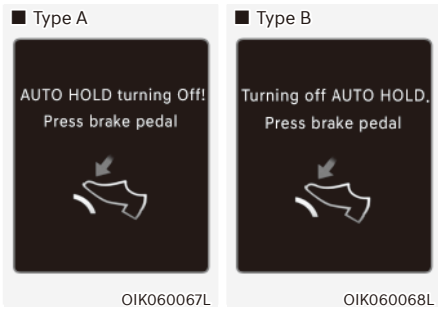 ■ Type A
AUTO HOLD turning Off!
Press brake pedal
OIK060067L
■ Type B
Turning off AUTO HOLD.
Press brake pedal
OIK060068L